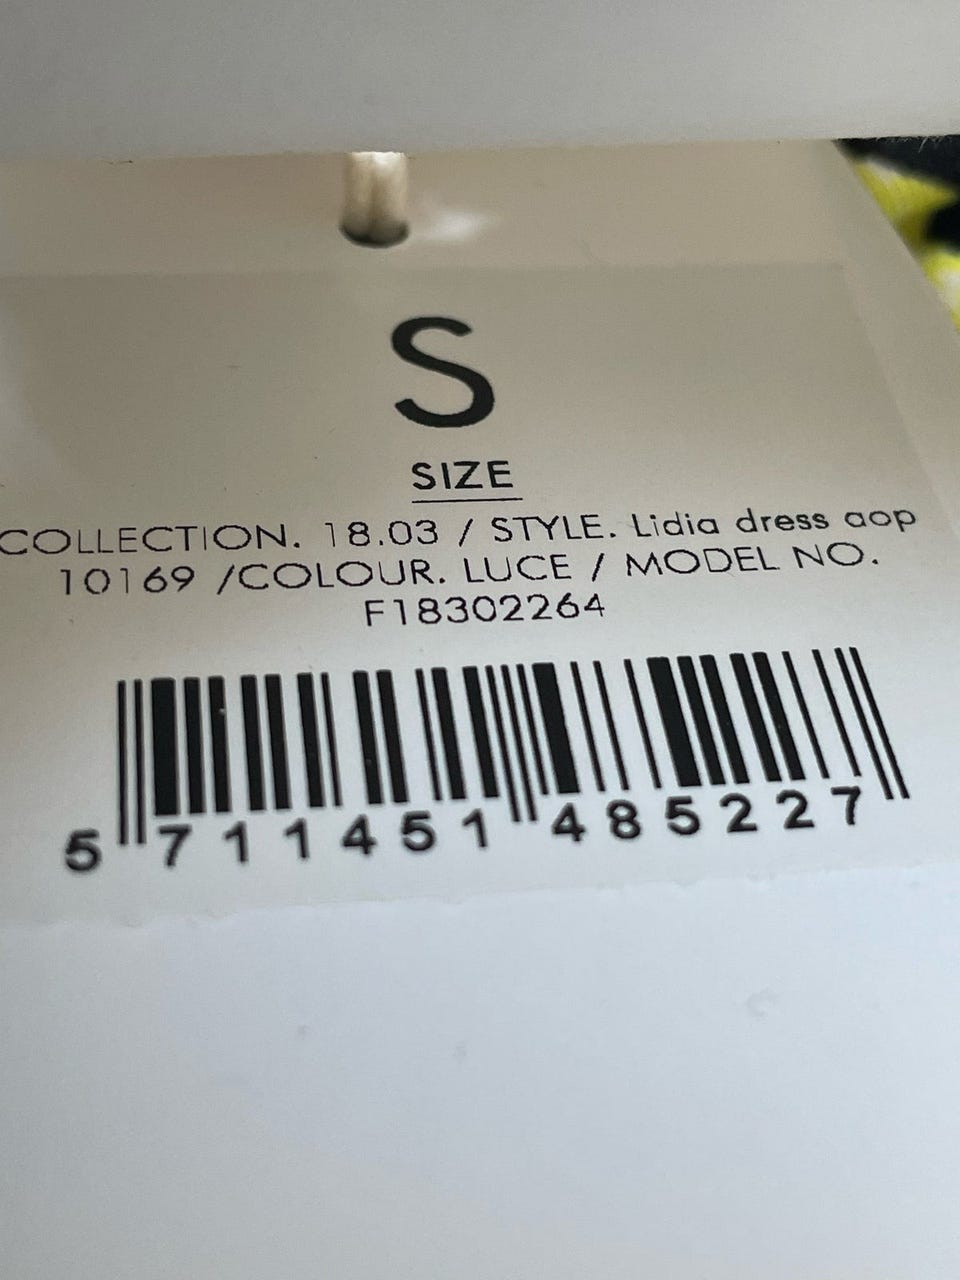 S
SIZE
COLLECTION. 18.03 / STYLE. Lidia dress aop
10169 /COLOUR. LUCE / MODEL NO.
F18302264
5 711451 485227